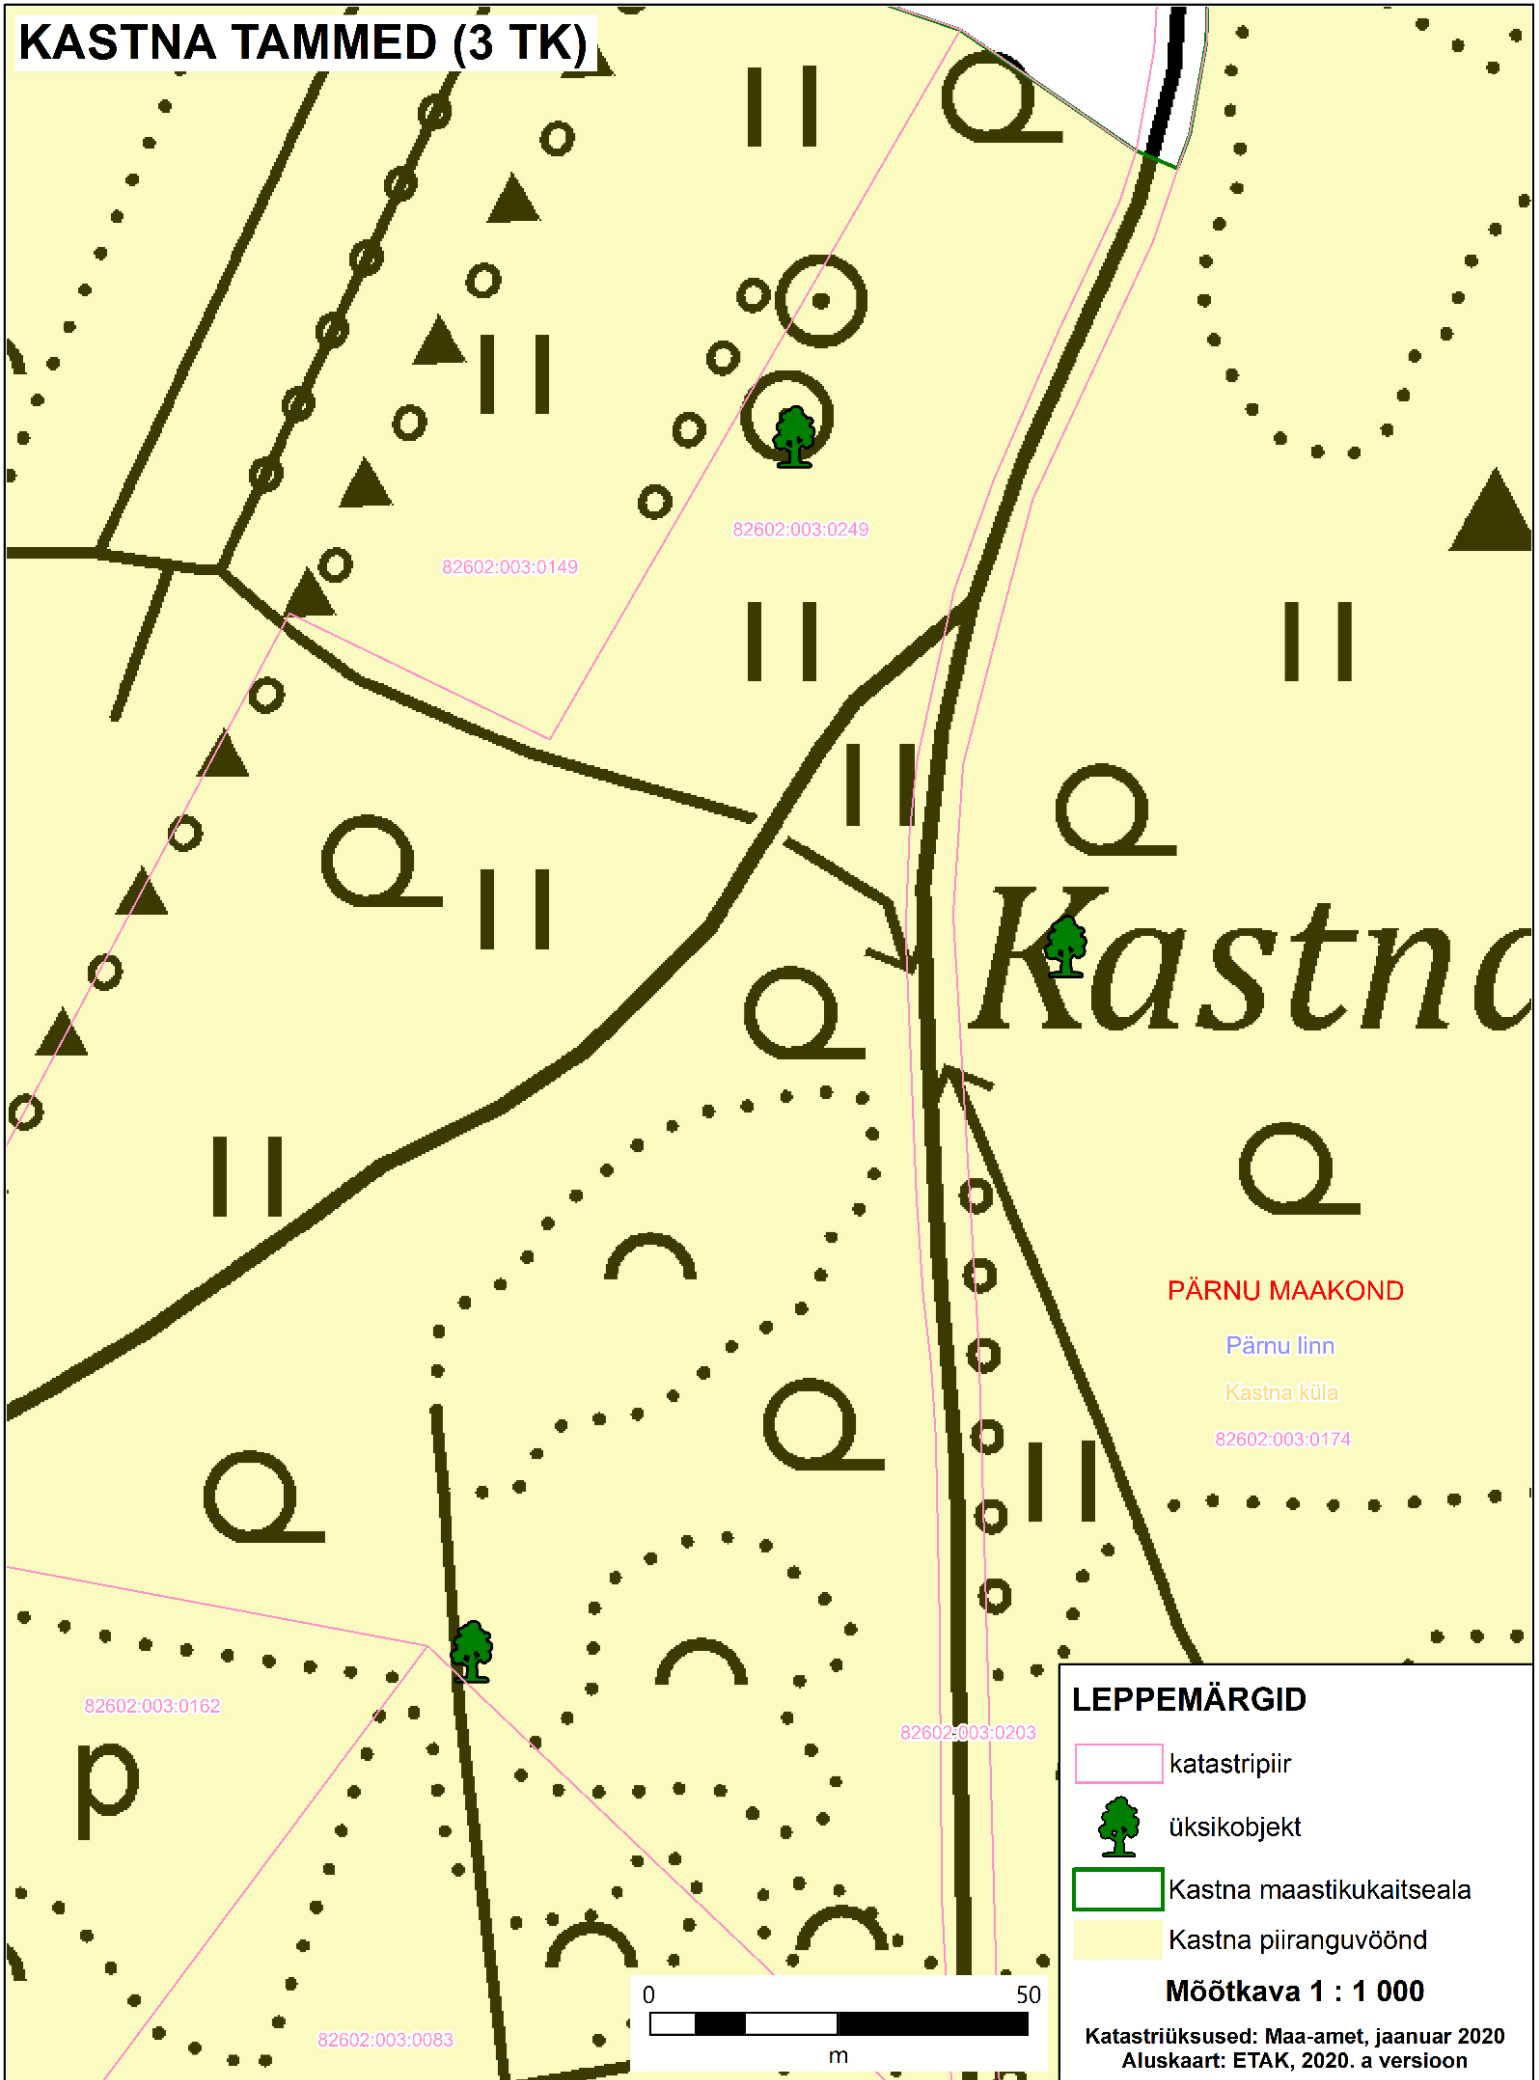 KASTNA TAMMED (3 TK)
82602:003:0249
82602:003:0149
Kastna
PÄRNU MAAKOND
Pärnu linn
Kastna küla
82602:003:0174
82602:003:0162
82602:003:0203
82602:003:0083
LEPPEMÄRGID
katastripiir
üksikobjekt
Kastna maastikukaitseala
Kastna piiranguvöönd
Mõõtkava 1 : 1 000
Katastriüksused: Maa-amet, jaanuar 2020
Aluskaart: ETAK, 2020. a versioon
0 50
m